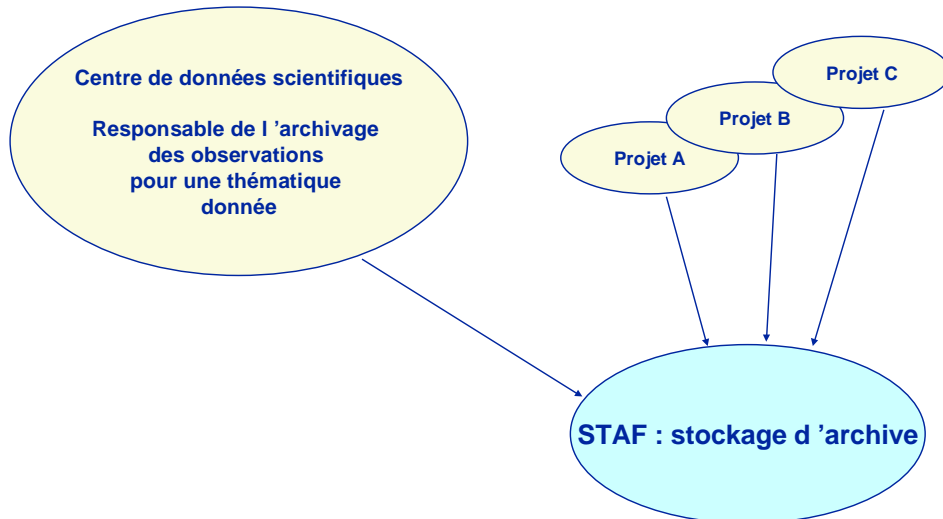 Centre de données scientifiques
Responsable de l ’archivage
des observations
pour une thématique
donnée
Projet C
Projet B
Projet A
STAF : stockage d ’archive